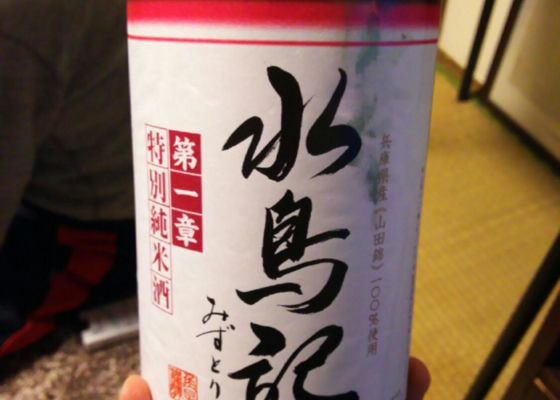 兵庫県産(山田錦)一〇〇%使用
水鳥記
みずとり
第一章
特別純米酒